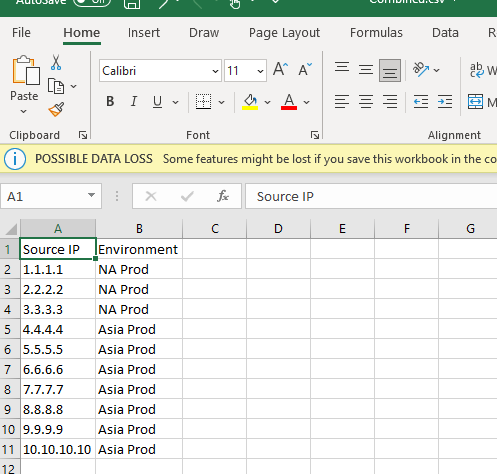 AutoSave Off Combined.csv
File Home Insert Draw Page Layout Formulas Data
Paste
Calibri 11 A A ab
B I U A
Clipboard Font Alignment
POSSIBLE DATA LOSS Some features might be lost if you save this workbook in the co
A1 fx Source IP
A B C D E F G
1 Source IP Environment
2 1.1.1.1 NA Prod
3 2.2.2.2 NA Prod
4 3.3.3.3 NA Prod
5 4.4.4.4 Asia Prod
6 5.5.5.5 Asia Prod
7 6.6.6.6 Asia Prod
8 7.7.7.7 Asia Prod
9 8.8.8.8 Asia Prod
10 9.9.9.9 Asia Prod
11 10.10.10.10 Asia Prod
12